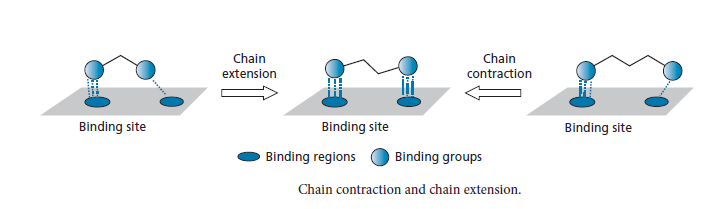 Chain
extension
Chain
contraction
Binding site
Binding site
Binding site
Binding regions
Binding groups
Chain contraction and chain extension.